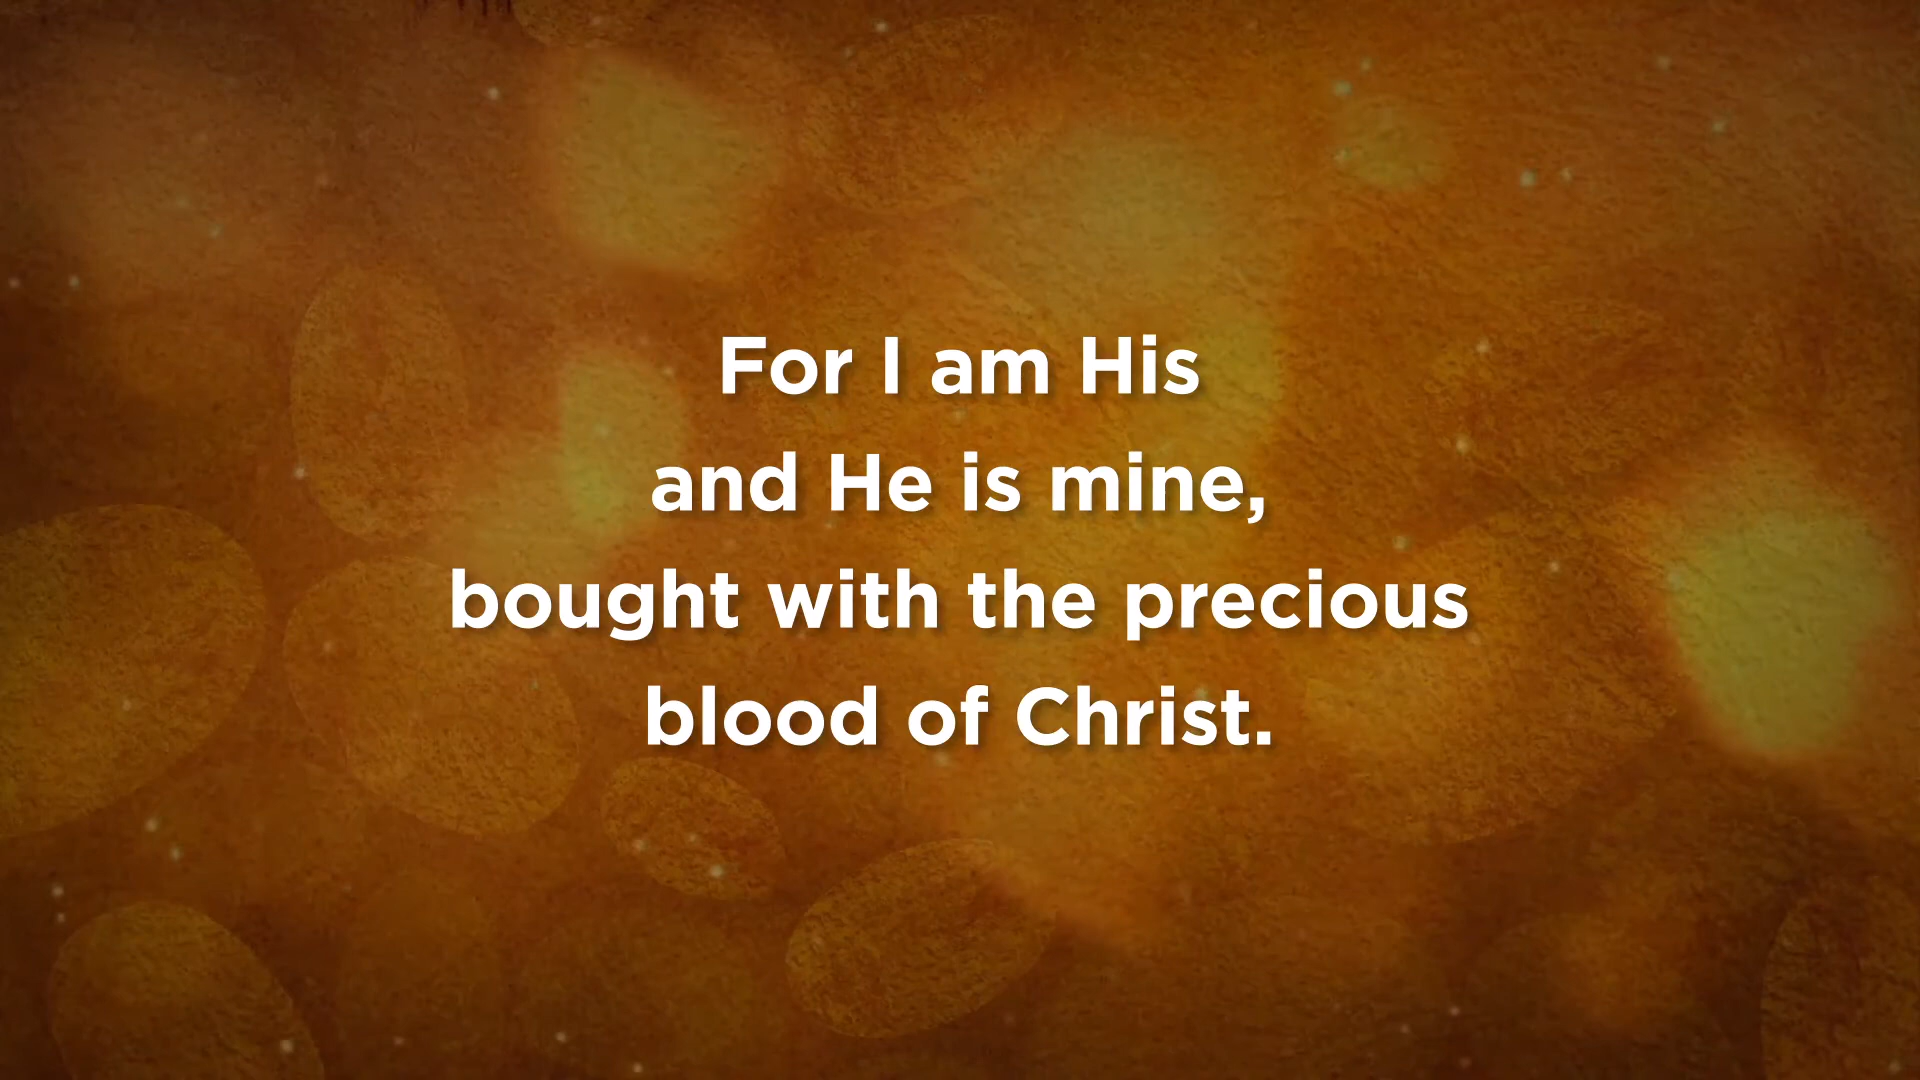 For I am His
and He is mine,
bought with the precious
blood of Christ.